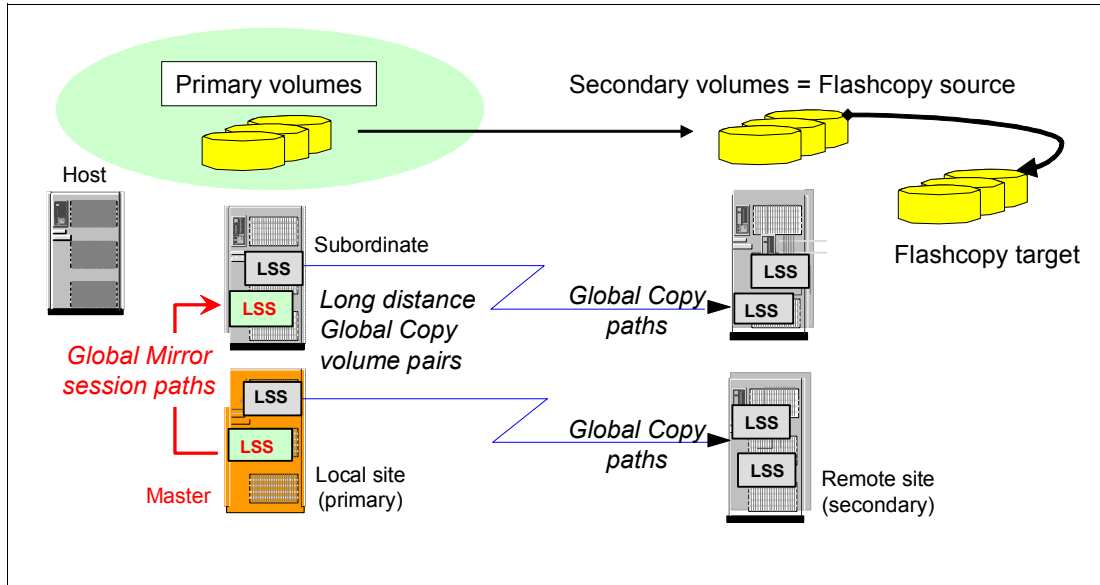 Primary volumes
Secondary volumes = Flashcopy source
Host
Flashcopy target
Subordinate
LSS
LSS
Long distance
Global Copy
volume pairs
Global Copy
paths
LSS
LSS
Global Mirror
session paths
LSS
LSS
Master
Local site
(primary)
Global Copy
paths
LSS
LSS
Remote site
(secondary)